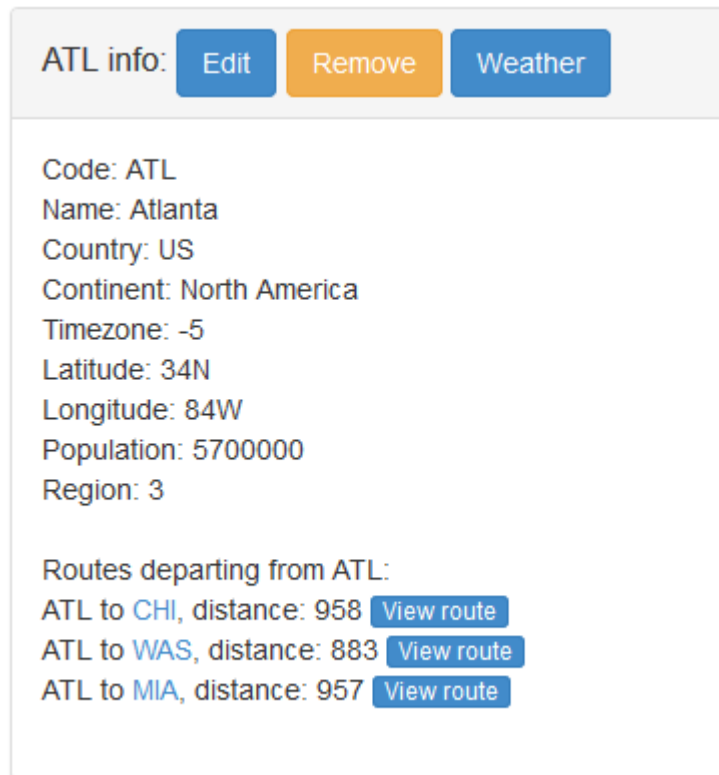 ATL info: Edit Remove Weather
Code: ATL
Name: Atlanta
Country: US
Continent: North America
Timezone: -5
Latitude: 34N
Longitude: 84W
Population: 5700000
Region: 3
Routes departing from ATL:
ATL to CHI, distance: 958 View route
ATL to WAS, distance: 883 View route
ATL to MIA, distance: 957 View route